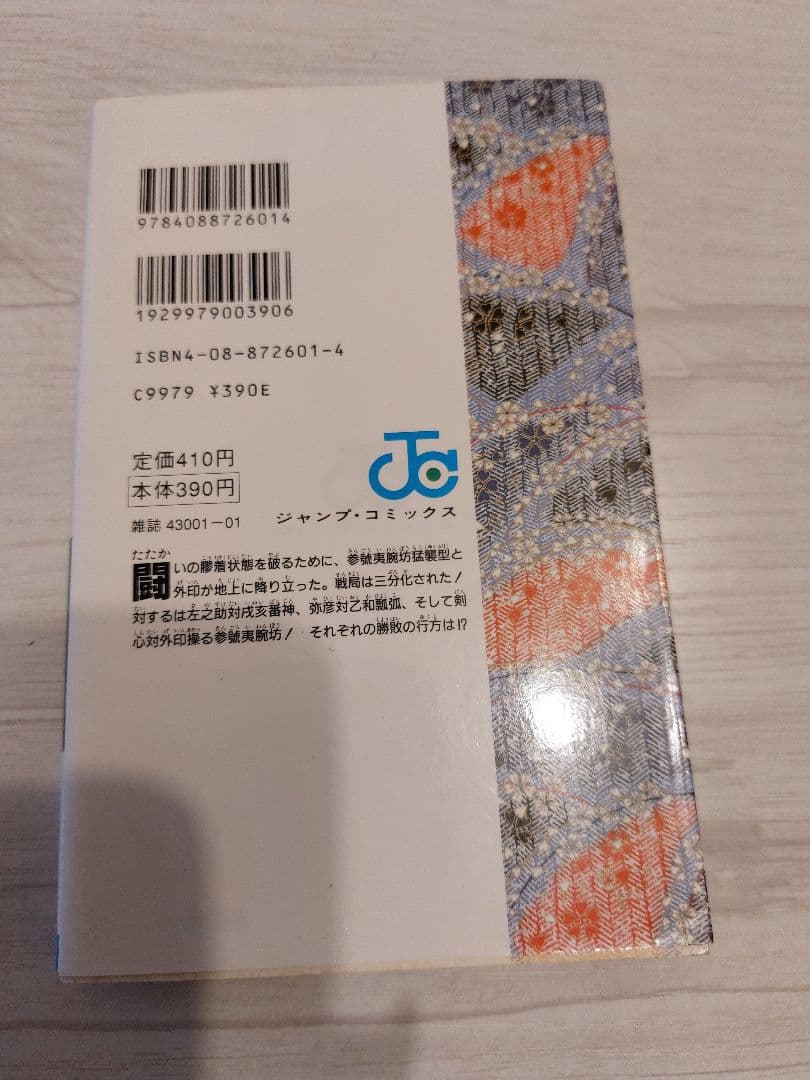 9784088726014
1929979003906
ISBN4-08-872601-4
C9979 ¥390E
定価410円
本体390円
雑誌 43001-01
ジャンプ・コミックス
闘いの膠着状態を破るために、参號夷腕坊猛襲型と
外印が地上に降り立った。戦局は三分化された!
対するは左之助対戌亥番神、弥彦対乙和瓢弧、そして剣
心対外印操る参號夷腕坊! それぞれの勝敗の行方は!?